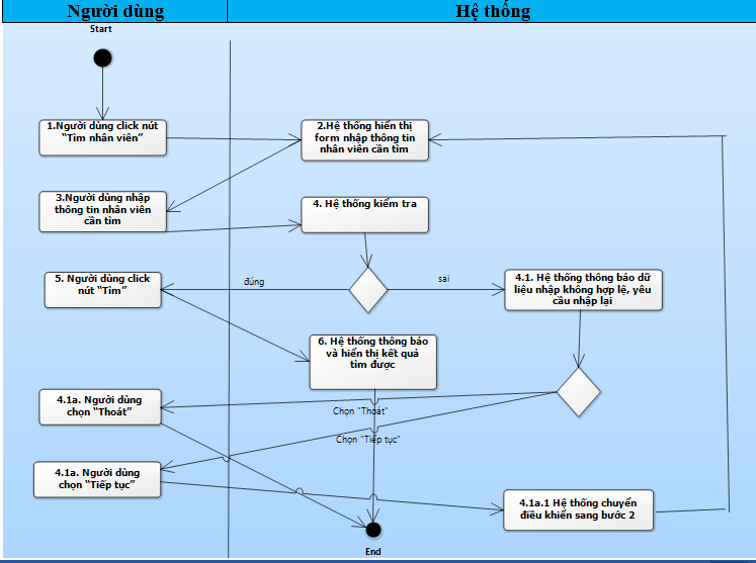 Người dùng
Hệ thống
Start
1.Người dùng click nút
“Tìm nhân viên”
2.Hệ thống hiển thị
form nhập thông tin
nhân viên cần tìm
3.Người dùng nhập
thông tin nhân viên
cần tìm
4. Hệ thống kiểm tra
đúng
sai
5. Người dùng click
nút “Tìm”
4.1. Hệ thống thông báo dữ
liệu nhập không hợp lệ, yêu
cầu nhập lại
6. Hệ thống thông báo
và hiển thị kết quả
tìm được
4.1a. Người dùng
chọn “Thoát”
Chọn "Thoát"
Chọn "Tiếp tục"
4.1a. Người dùng
chọn “Tiếp tục”
4.1a.1 Hệ thống chuyển
điều khiển sang bước 2
End